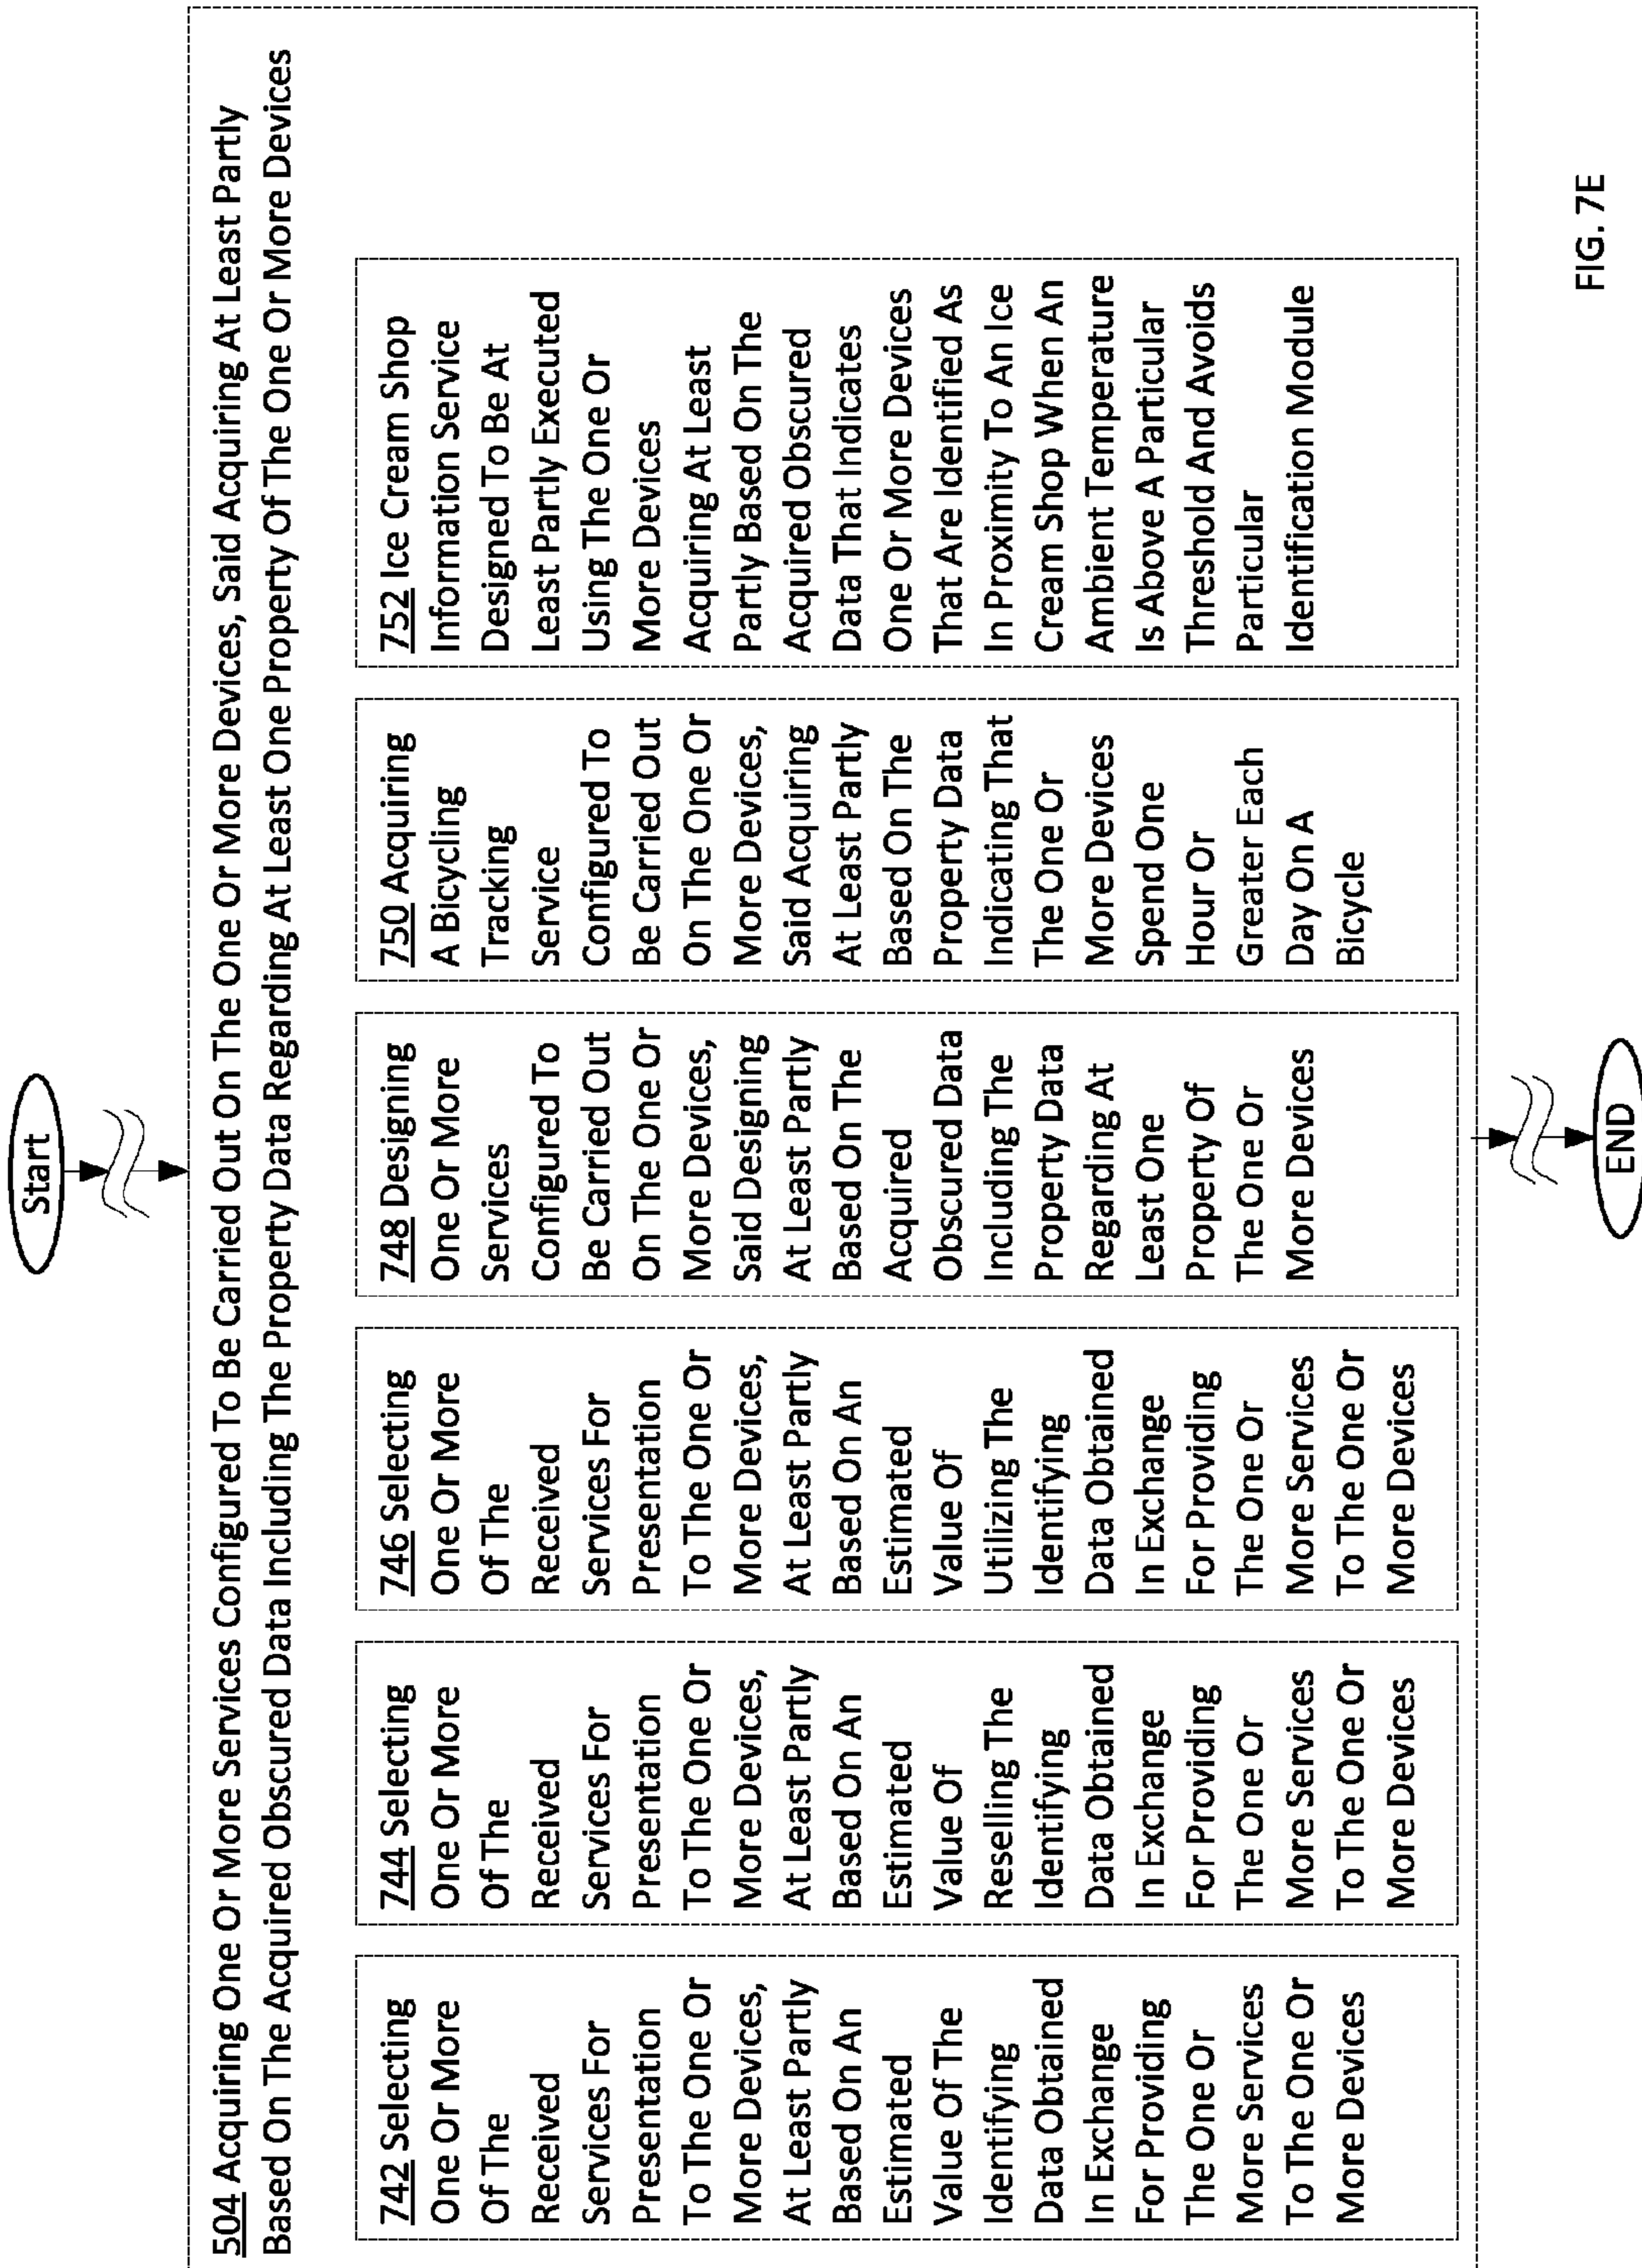 Start
504 Acquiring One Or More Services Configured To Be Carried Out On The One Or More Devices, Said Acquiring At Least Partly
Based On The Acquired Obscured Data Including The Property Data Regarding At Least One Property Of The One Or More Devices
742 Selecting
One Or More
Of The
Received
Services For
Presentation
To The One Or
More Devices,
At Least Partly
Based On An
Estimated
Value Of The
Identifying
Data Obtained
In Exchange
For Providing
The One Or
More Services
To The One Or
More Devices
744 Selecting
One Or More
Of The
Received
Services For
Presentation
To The One Or
More Devices,
At Least Partly
Based On An
Estimated
Value Of
Reselling The
Identifying
Data Obtained
In Exchange
For Providing
The One Or
More Services
To The One Or
More Devices
746 Selecting
One Or More
Of The
Received
Services For
Presentation
To The One Or
More Devices,
At Least Partly
Based On An
Estimated
Value Of
Utilizing The
Identifying
Data Obtained
In Exchange
For Providing
The One Or
More Services
To The One Or
More Devices
748 Designing
One Or More
Services
Configured To
Be Carried Out
On The One Or
More Devices,
Said Designing
At Least Partly
Based On The
Acquired
Obscured Data
Including The
Property Data
Regarding At
Least One
Property Of
The One Or
More Devices
750 Acquiring
A Bicycling
Tracking
Service
Configured To
Be Carried Out
On The One Or
More Devices,
Said Acquiring
At Least Partly
Based On The
Property Data
Indicating That
The One Or
More Devices
Spend One
Hour Or
Greater Each
Day On A
Bicycle
752 Ice Cream Shop
Information Service
Designed To Be At
Least Partly Executed
Using The One Or
More Devices
Acquiring At Least
Partly Based On The
Acquired Obscured
Data That Indicates
One Or More Devices
That Are Identified As
In Proximity To An Ice
Cream Shop When An
Ambient Temperature
Is Above A Particular
Threshold And Avoids
Particular
Identification Module
END
FIG. 7E